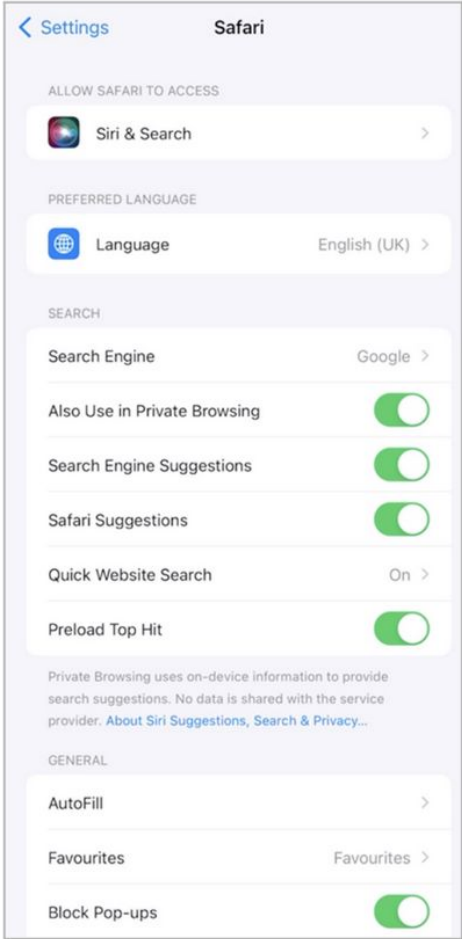 Settings Safari
ALLOW SAFARI TO ACCESS
Siri & Search
PREFERRED LANGUAGE
Language English (UK)
SEARCH
Search Engine Google
Also Use in Private Browsing
Search Engine Suggestions
Safari Suggestions
Quick Website Search On
Preload Top Hit
Private Browsing uses on-device information to provide
search suggestions. No data is shared with the service
provider. About Siri Suggestions, Search & Privacy...
GENERAL
AutoFill
Favourites Favourites
Block Pop-ups